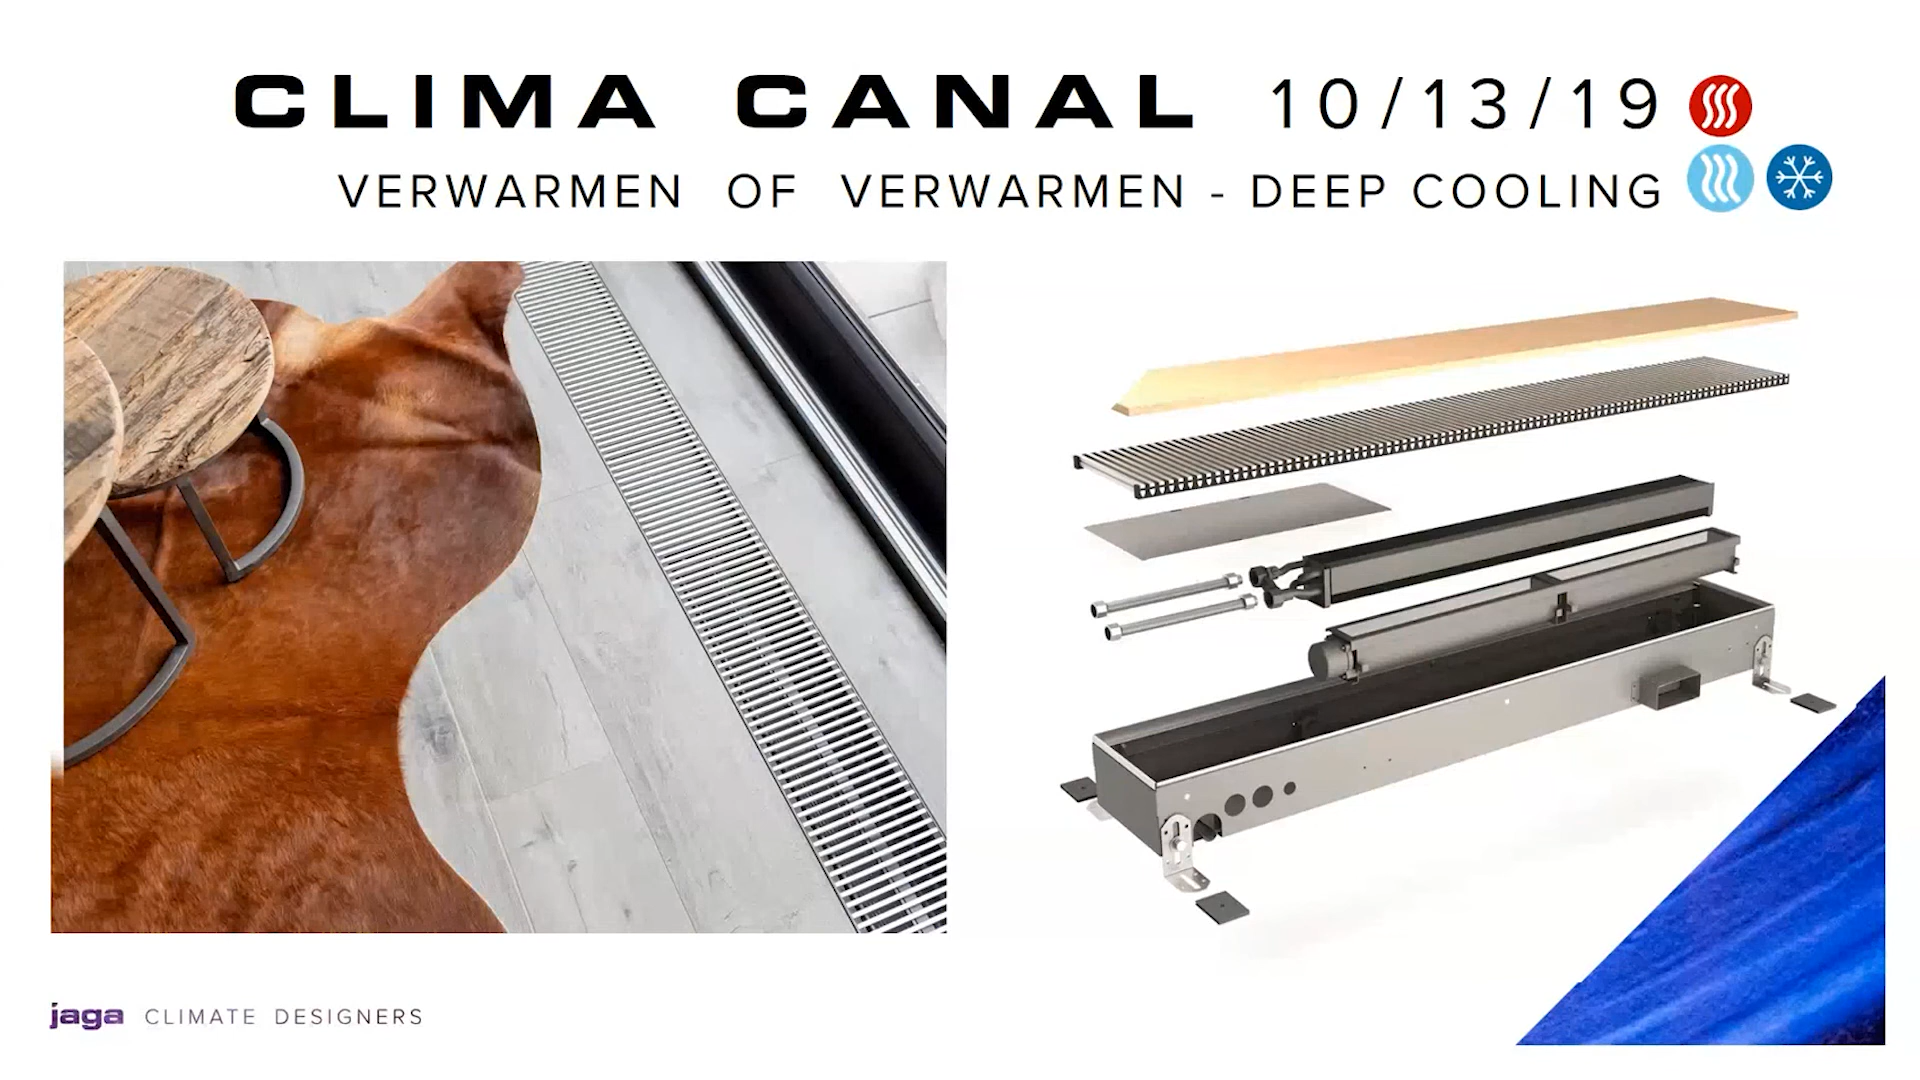 CLIMA CANAL 10/13/19
VERWARMEN OF VERWARMEN - DEEP COOLING
jaga CLIMATE DESIGNERS